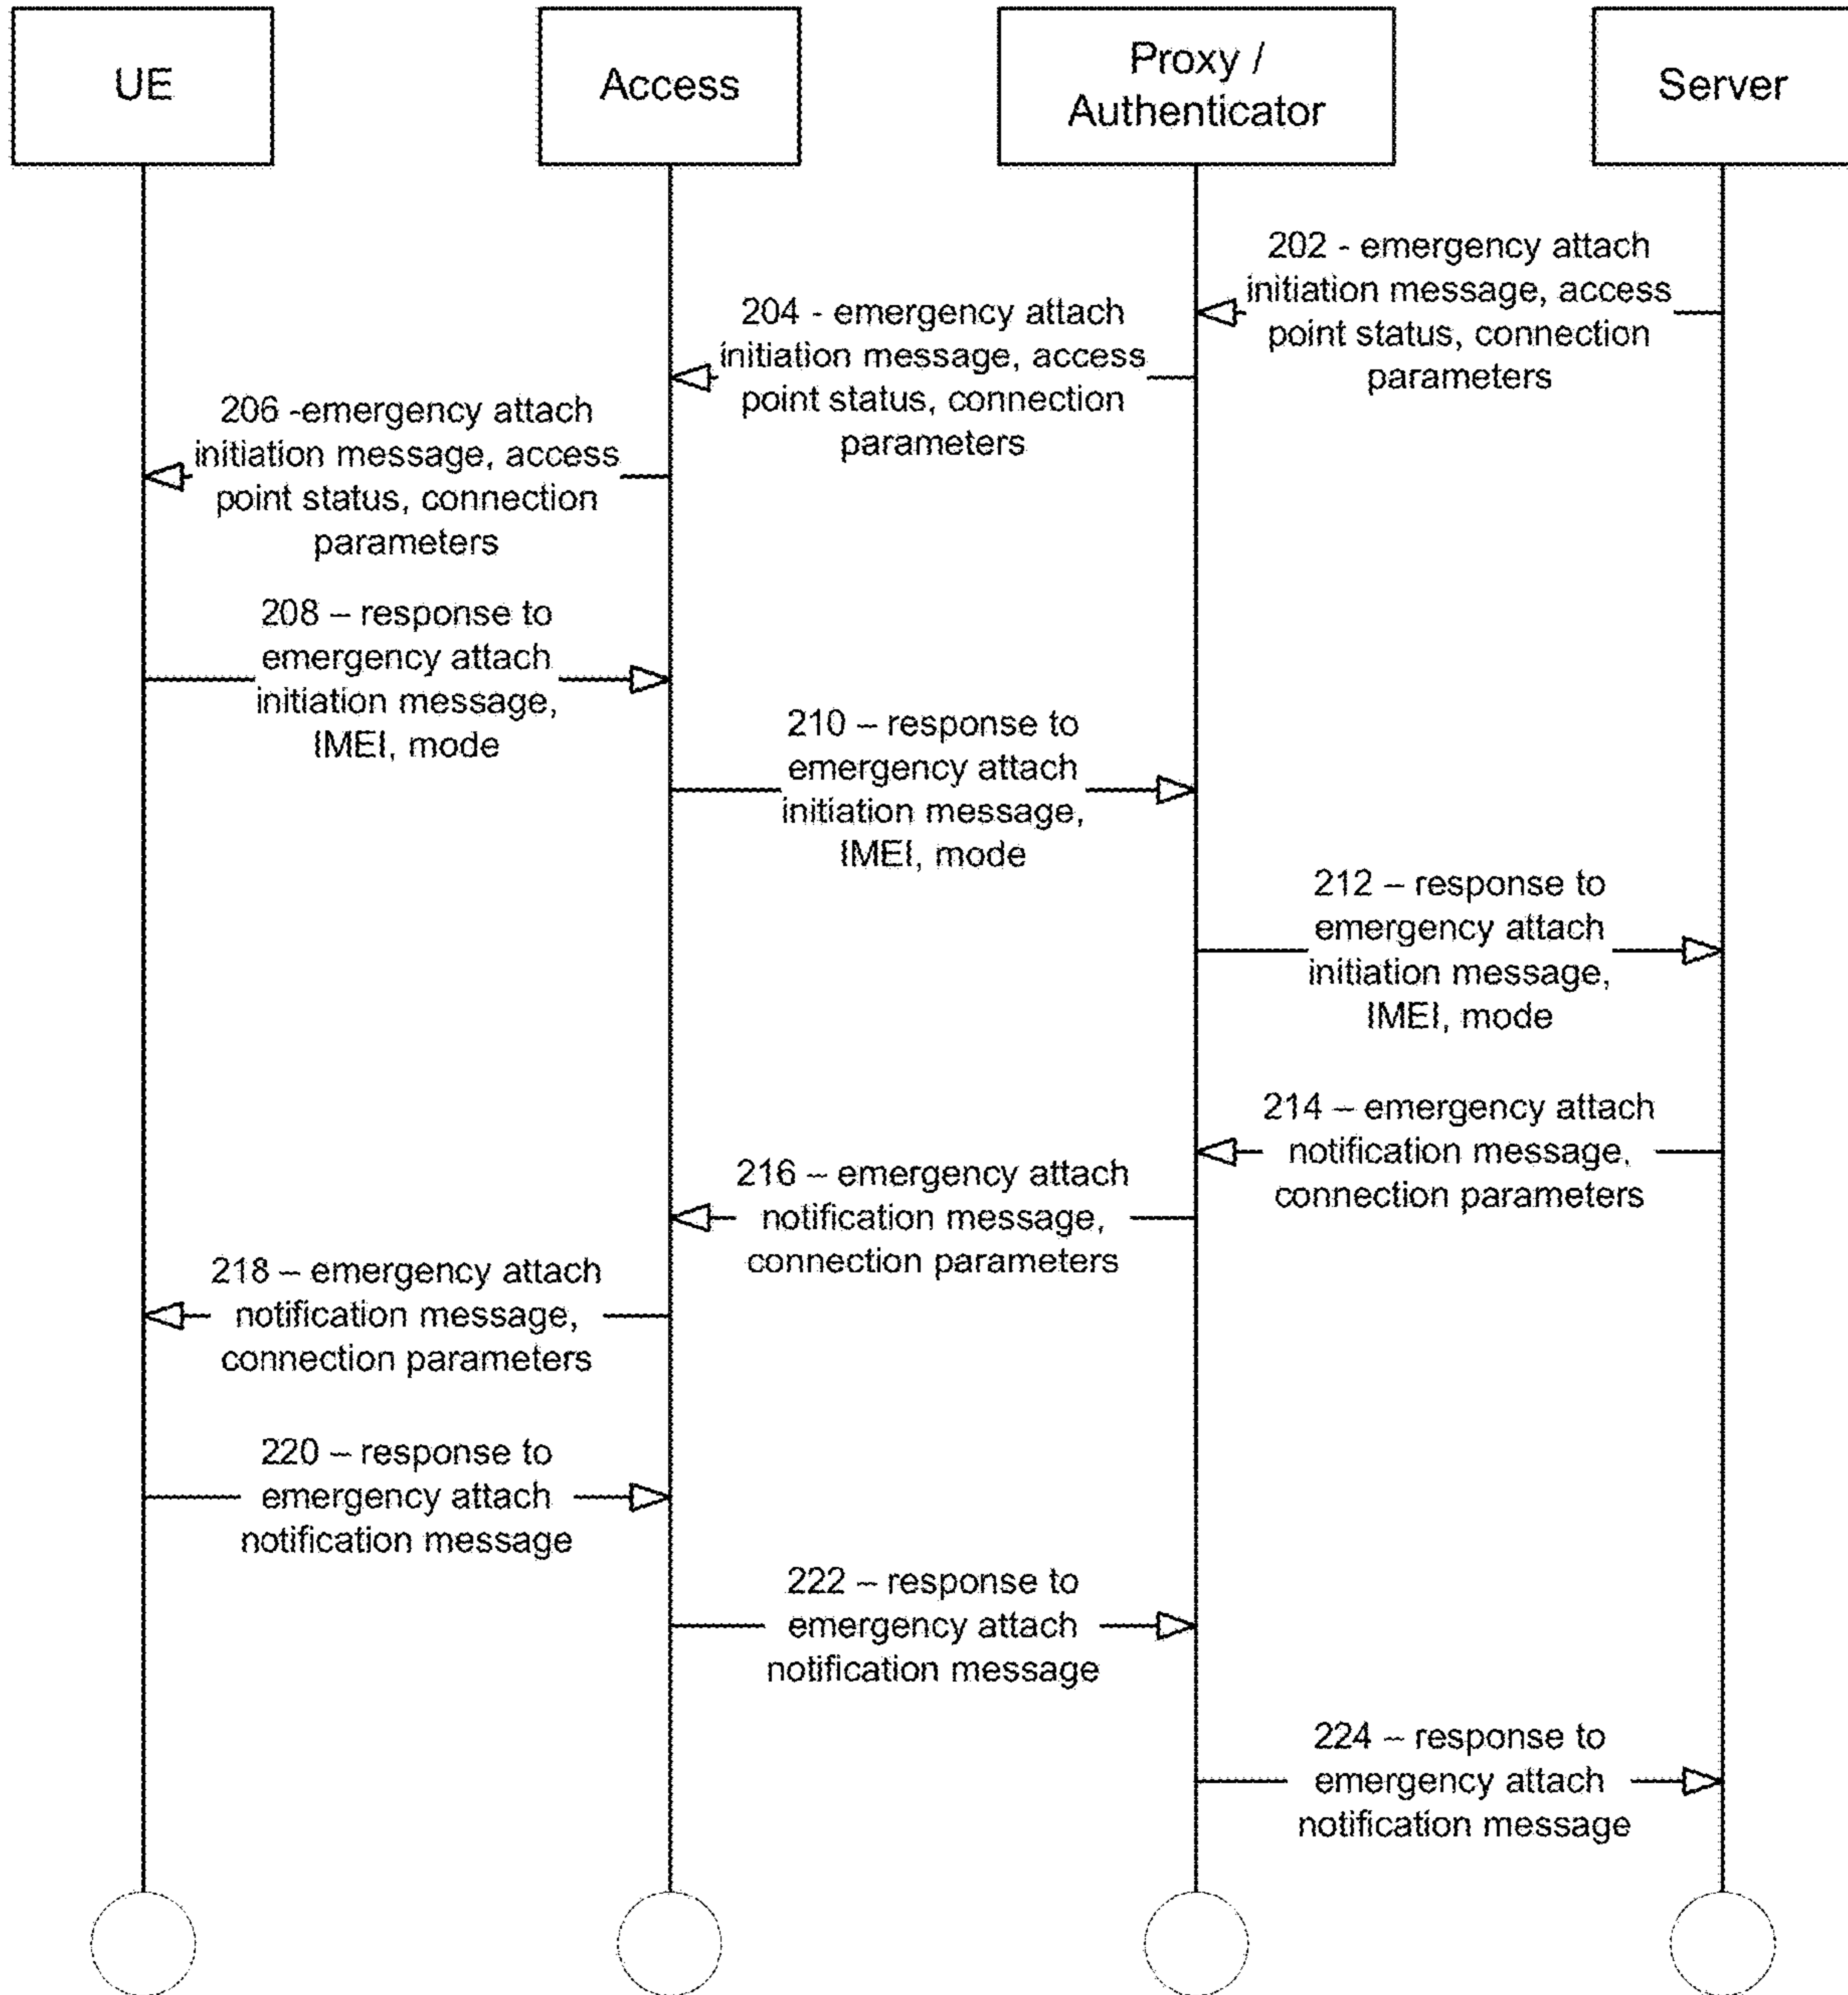 UE
Access
Proxy /
Authenticator
Server
202 - emergency attach
initiation message, access
point status, connection
parameters
204 - emergency attach
initiation message, access
point status, connection
parameters
206 -emergency attach
initiation message, access
point status, connection
parameters
208 – response to
emergency attach
initiation message,
IMEI, mode
210 – response to
emergency attach
initiation message,
IMEI, mode
212 – response to
emergency attach
initiation message,
IMEI, mode
214 – emergency attach
notification message,
connection parameters
216 – emergency attach
notification message,
connection parameters
218 – emergency attach
notification message,
connection parameters
220 – response to
emergency attach
notification message
222 – response to
emergency attach
notification message
224 – response to
emergency attach
notification message